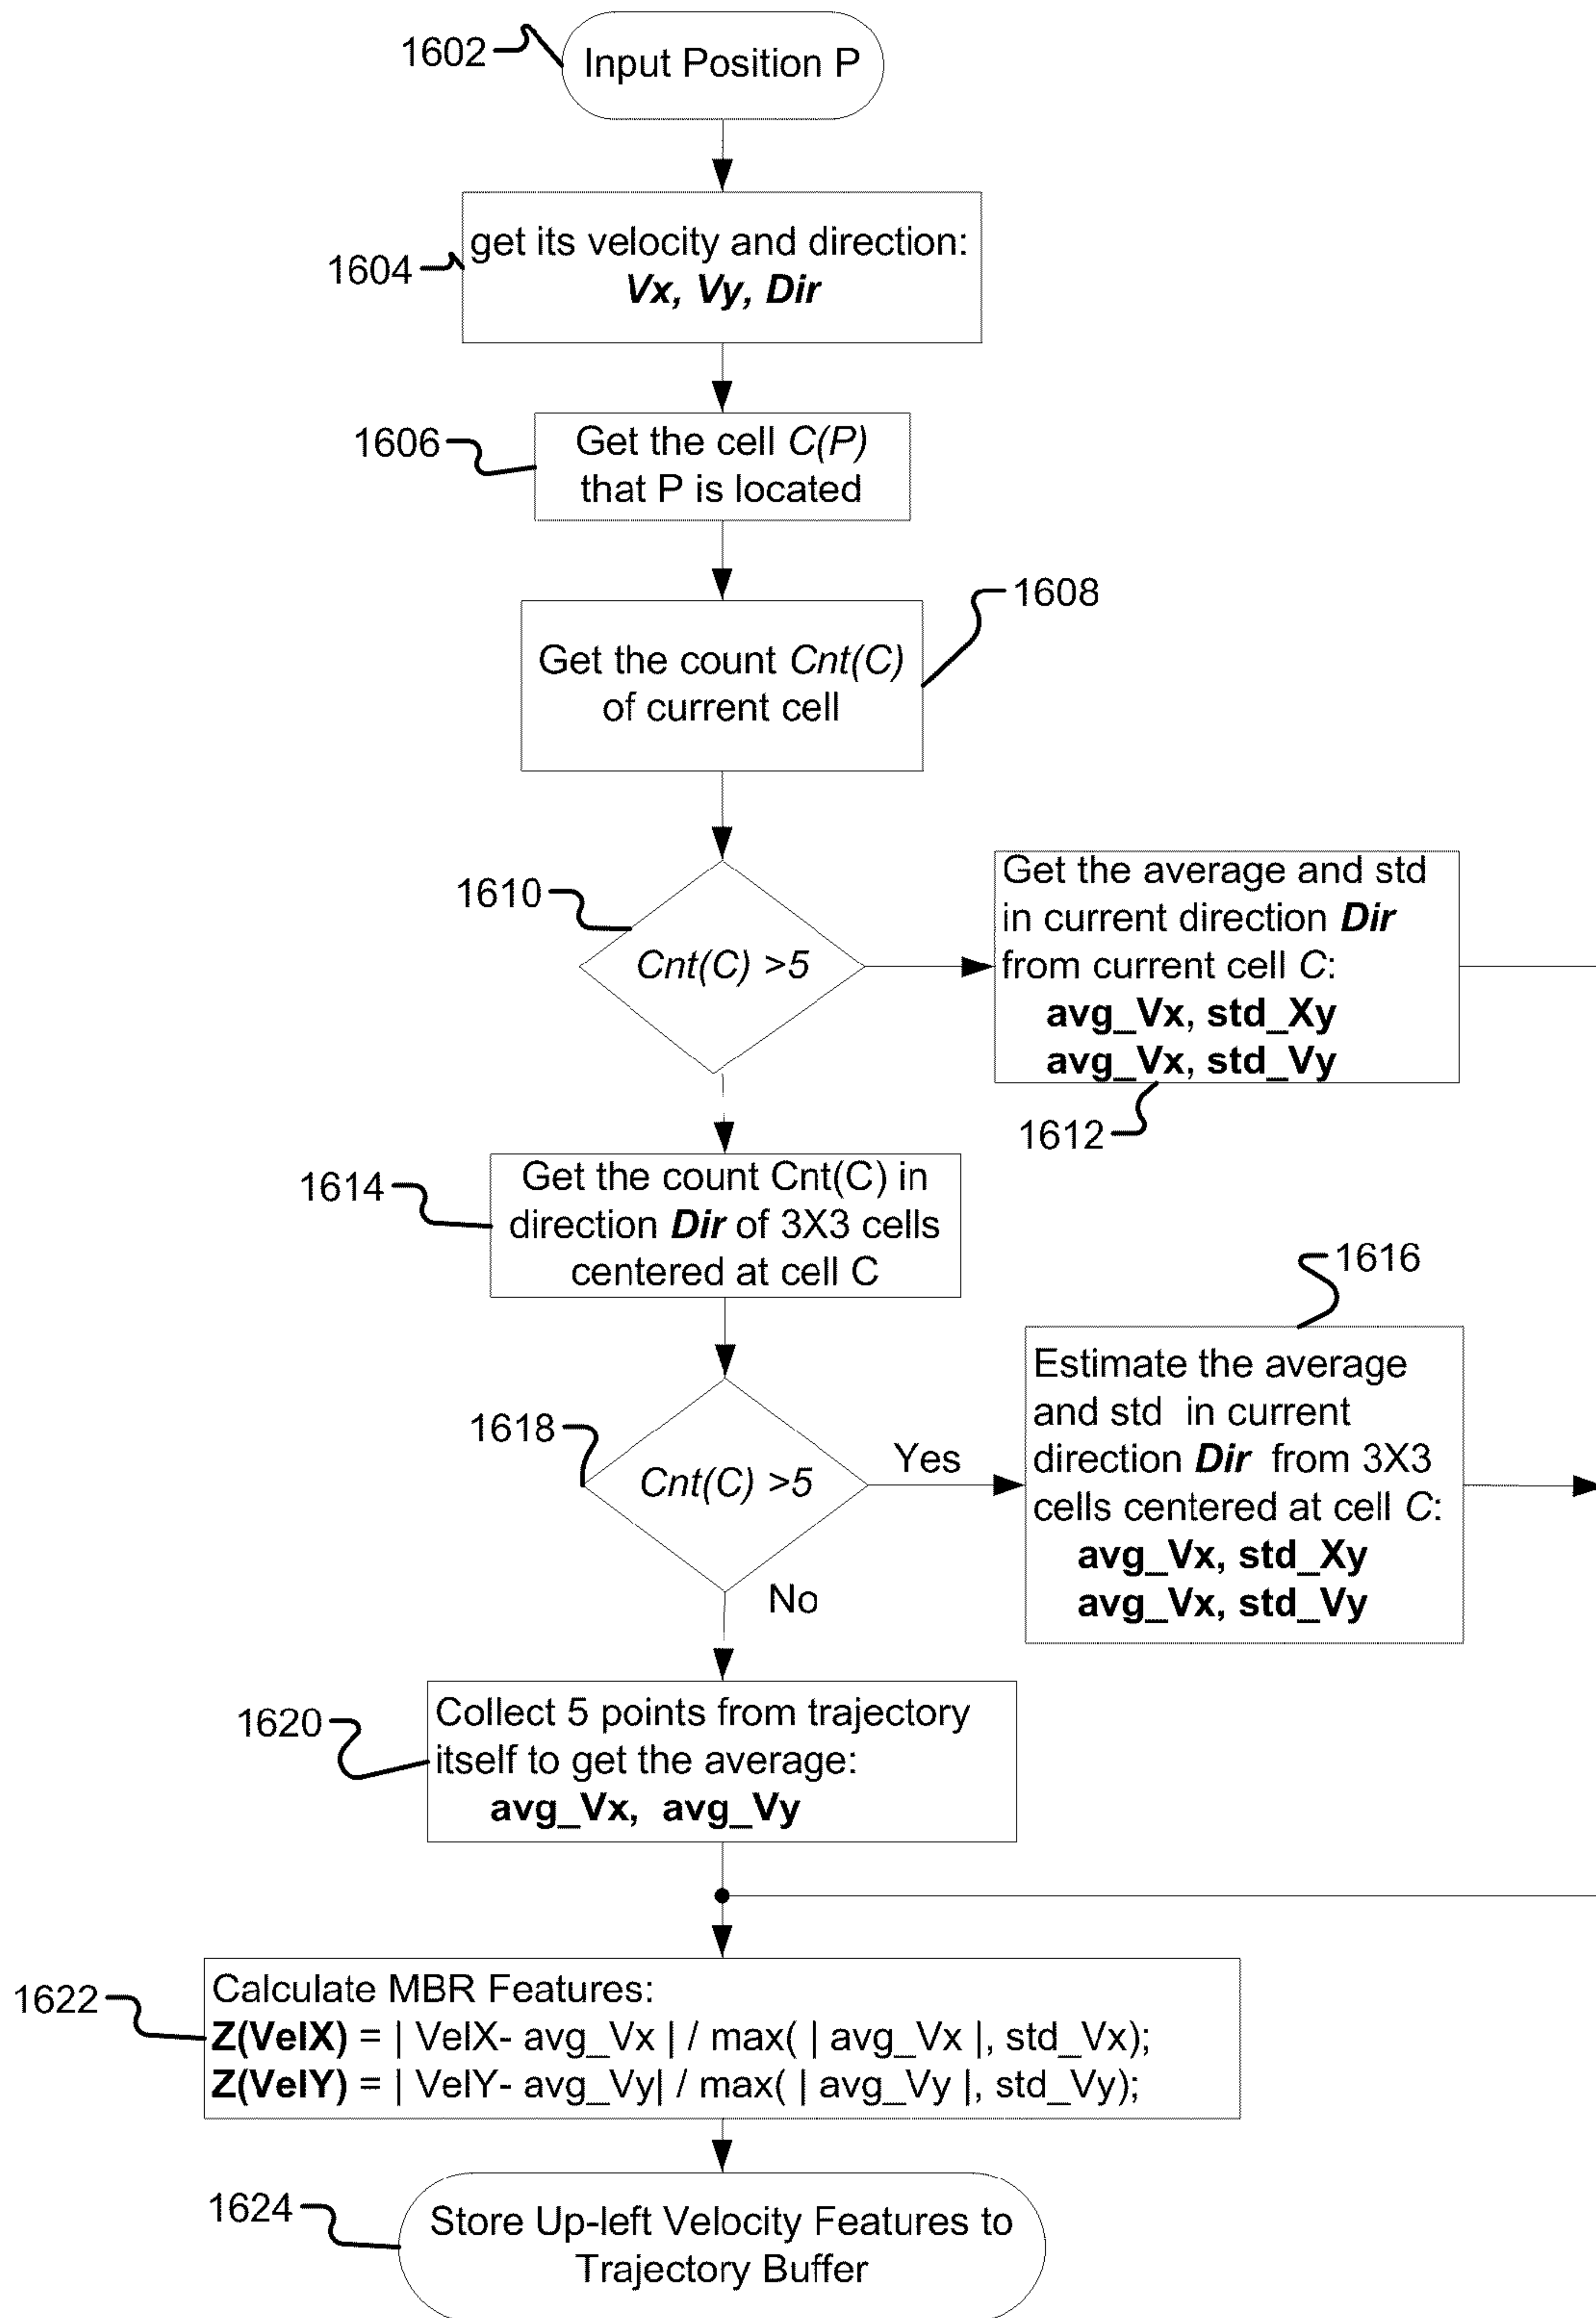 1602
Input Position P
1604
get its velocity and direction:
Vx, Vy, Dir
1606
Get the cell C(P)
that P is located
1608
Get the count Cnt(C)
of current cell
1610
Cnt(C) >5
Get the average and std
in current direction Dir
from current cell C:
avg_Vx, std_Xy
avg_Vx, std_Vy
1612
1614
Get the count Cnt(C) in
direction Dir of 3X3 cells
centered at cell C
1616
1618
Cnt(C) >5
Yes
No
Estimate the average
and std in current
direction Dir from 3X3
cells centered at cell C:
avg_Vx, std_Xy
avg_Vx, std_Vy
1620
Collect 5 points from trajectory
itself to get the average:
avg_Vx, avg_Vy
1622
Calculate MBR Features:
Z(VelX) = | VelX- avg_Vx | / max( | avg_Vx |, std_Vx);
Z(VelY) = | VelY- avg_Vy| / max( | avg_Vy |, std_Vy);
1624
Store Up-left Velocity Features to
Trajectory Buffer